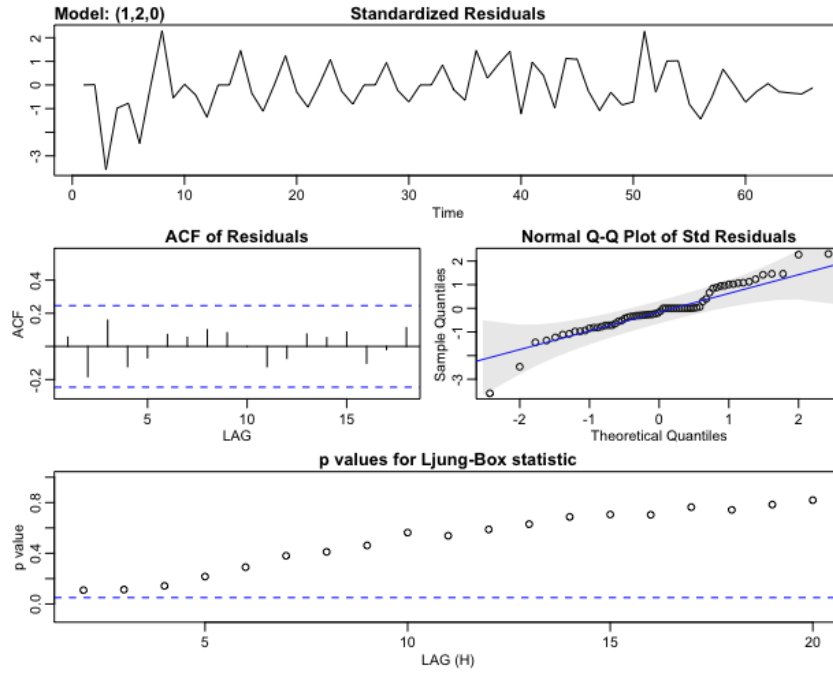 Model: (1,2,0) Standardized Residuals
2
1
0
-1
-3
0 10 20 30 40 50 60
Time
ACF of Residuals
ACF
0.4
0.2
-0.2
5 10 15
LAG
Normal Q-Q Plot of Std Residuals
Sample Quantiles
2
1
0
-1
-3
-2 -1 0 1 2
Theoretical Quantiles
p values for Ljung-Box statistic
p value
0.8
0.4
0.0
5 10 15 20
LAG (H)